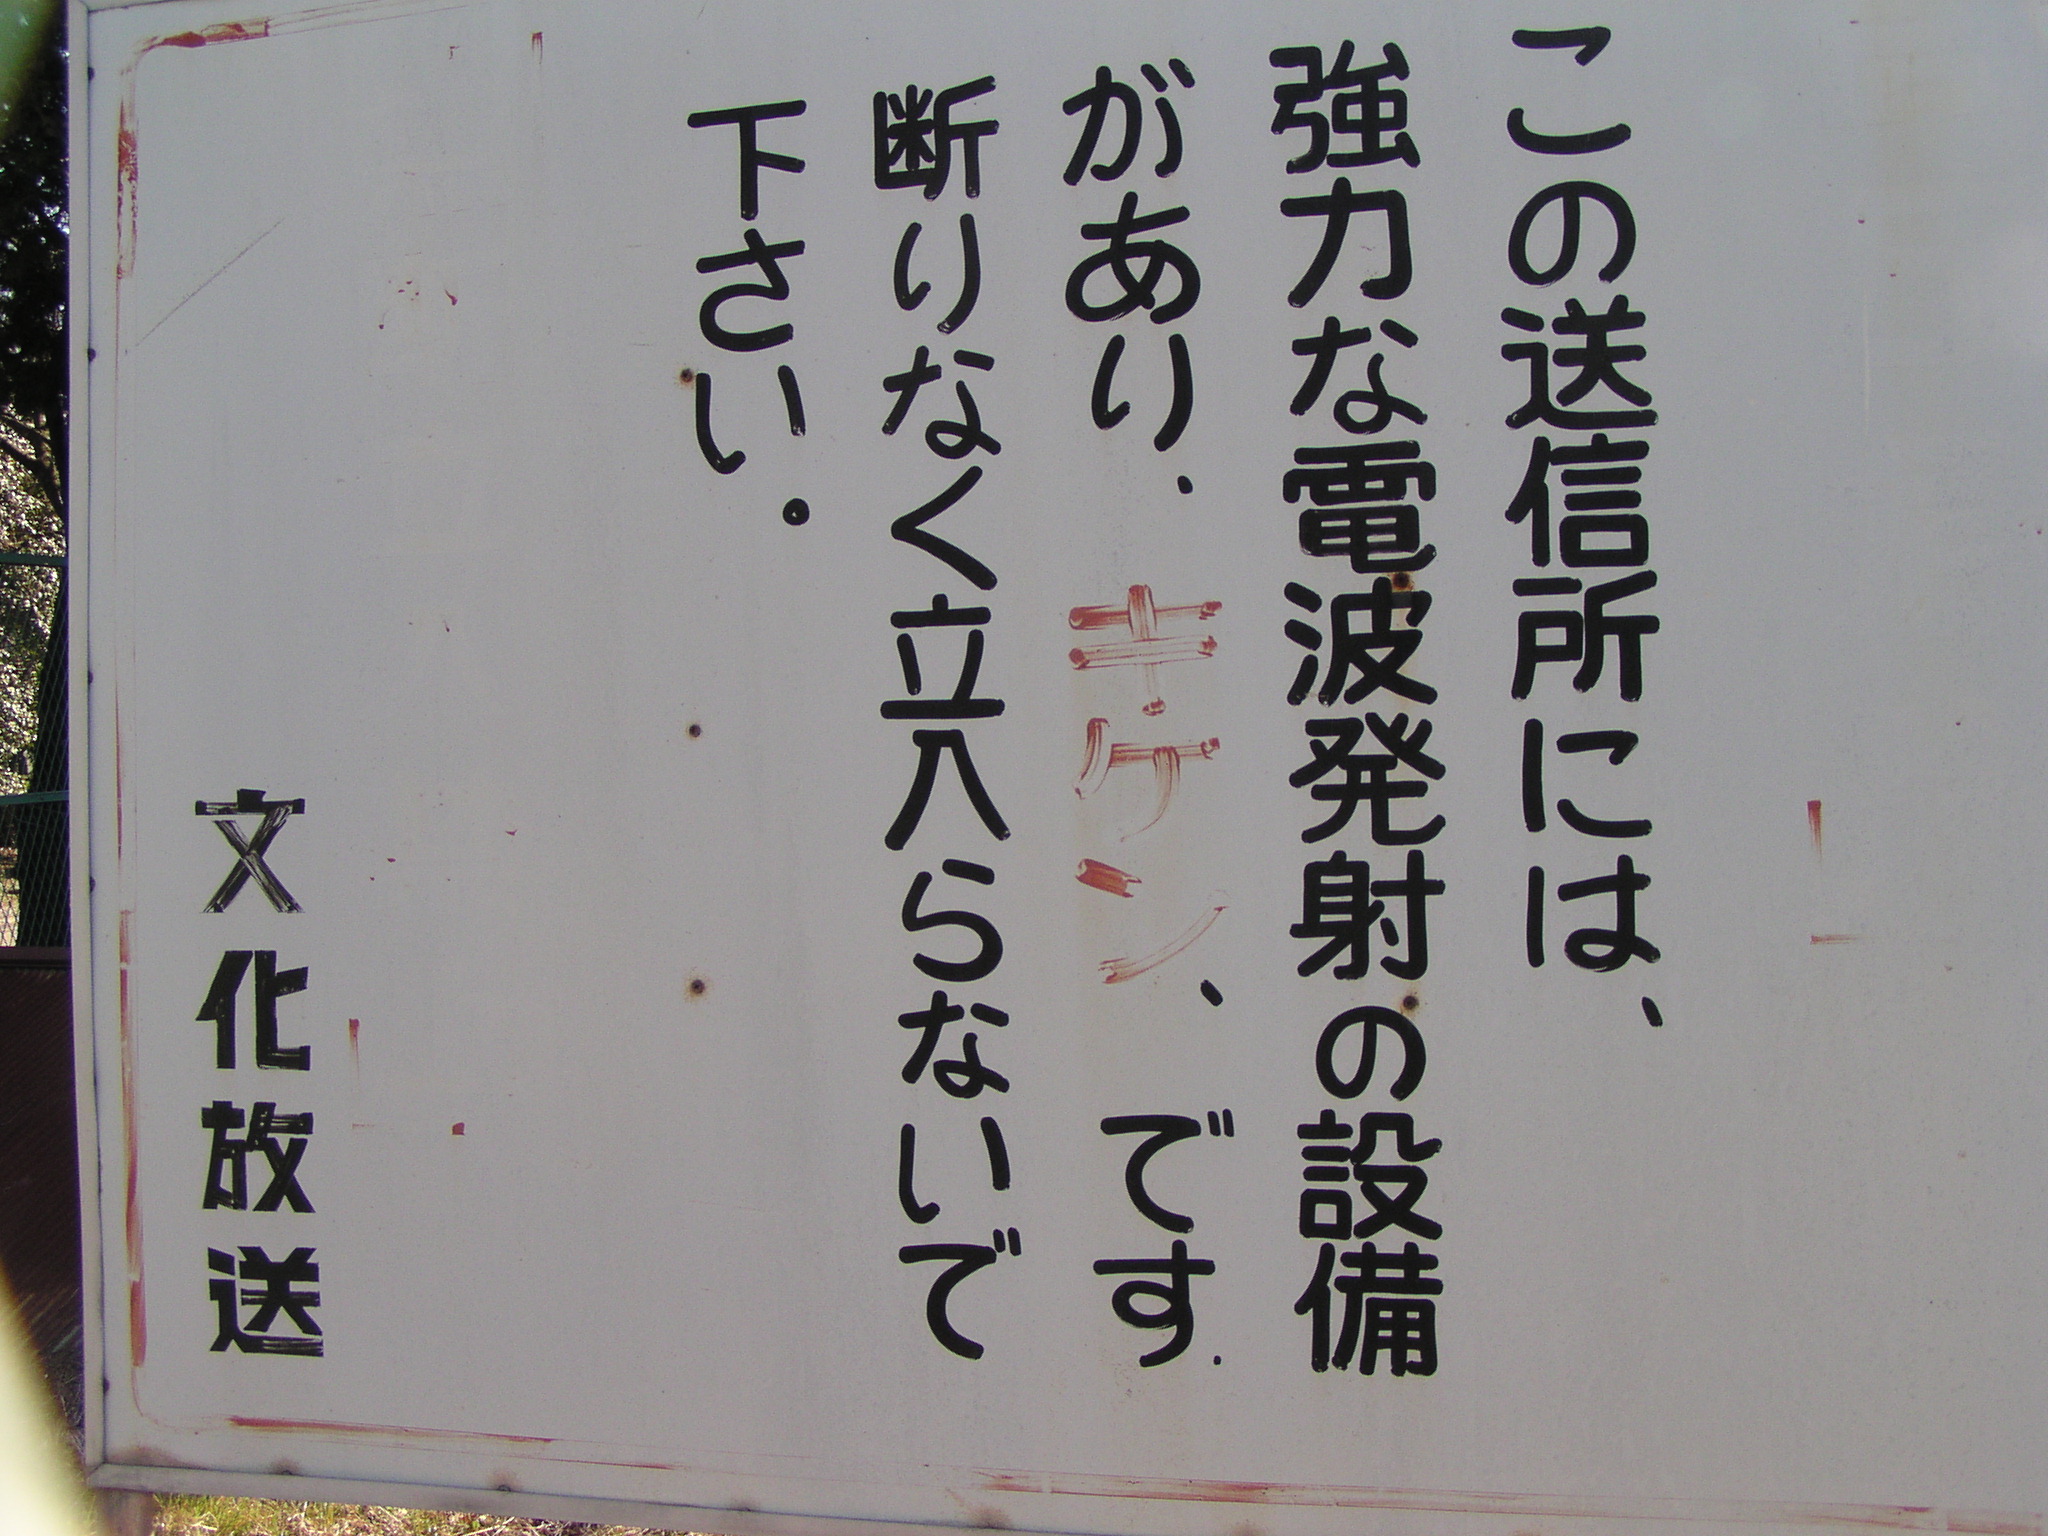 この送信所には、
強力な電波発射の設備
があり、キケン、です.
断りなく立入らないで
下さい.
文化放送